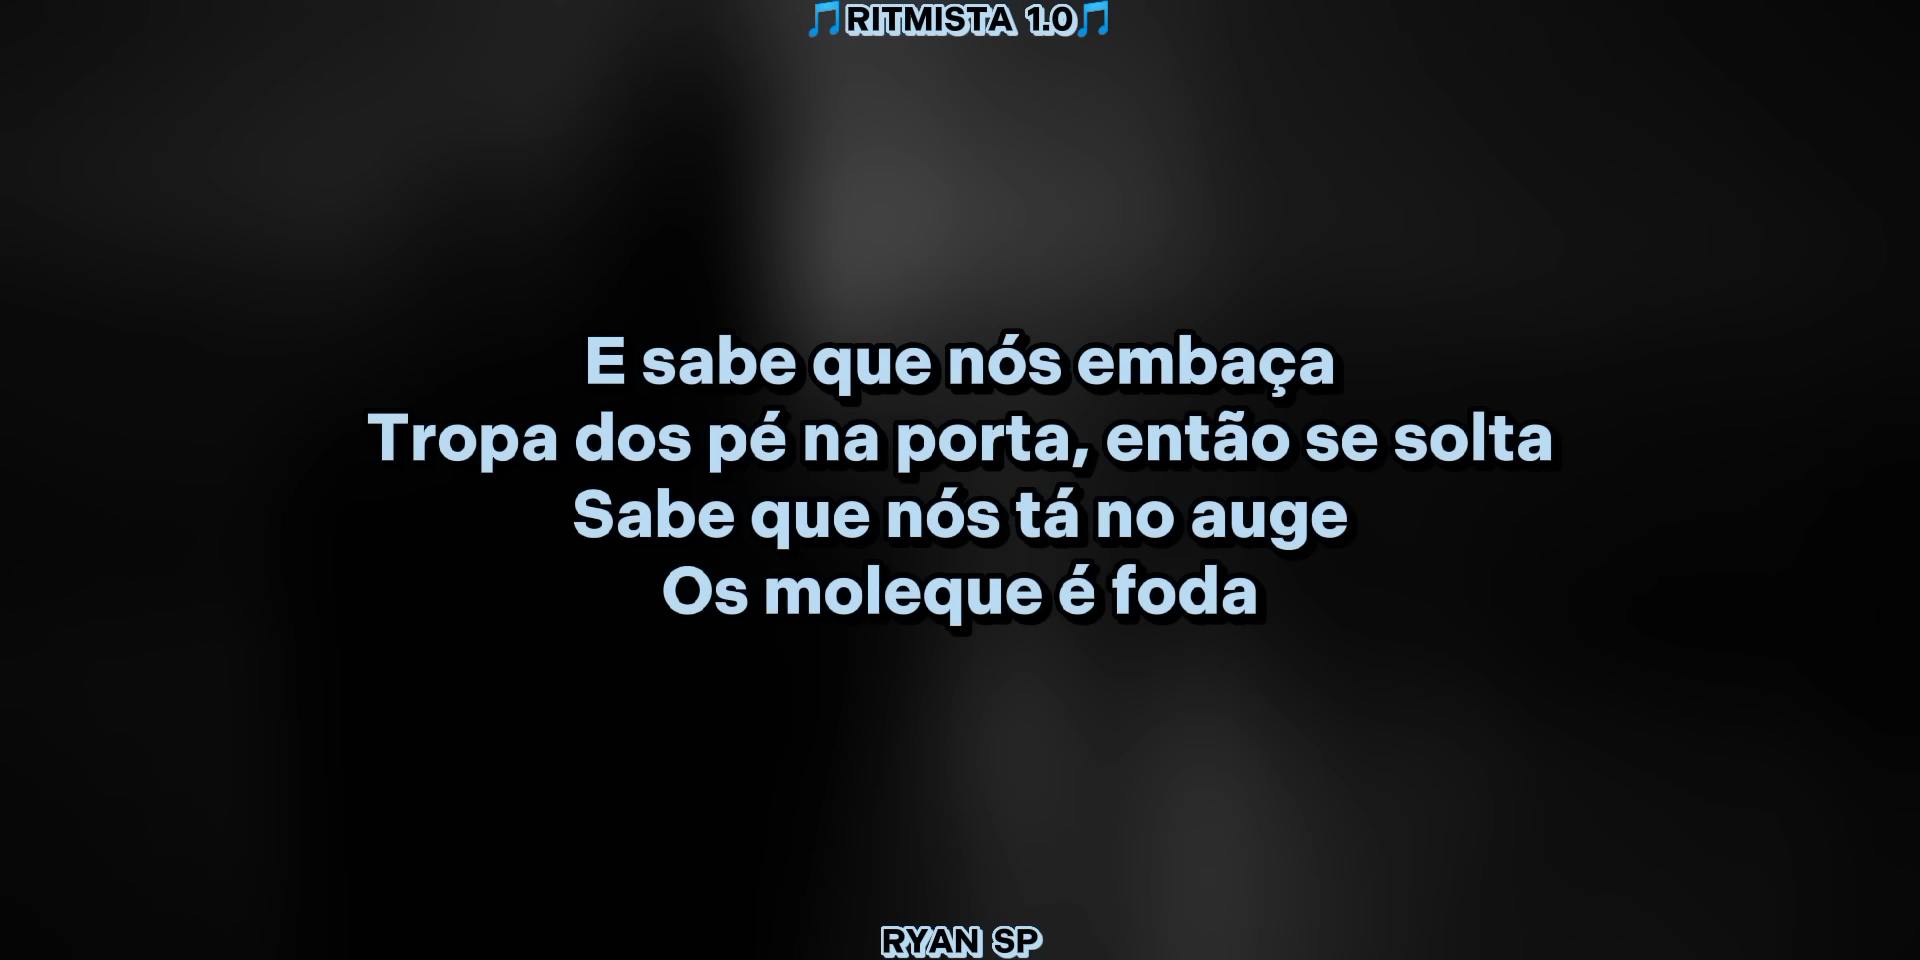 🎵RITMISTA 1.0🎵
E sabe que nós embaça
Tropa dos pé na porta, então se solta
Sabe que nós tá no auge
Os moleque é foda
RYAN SP